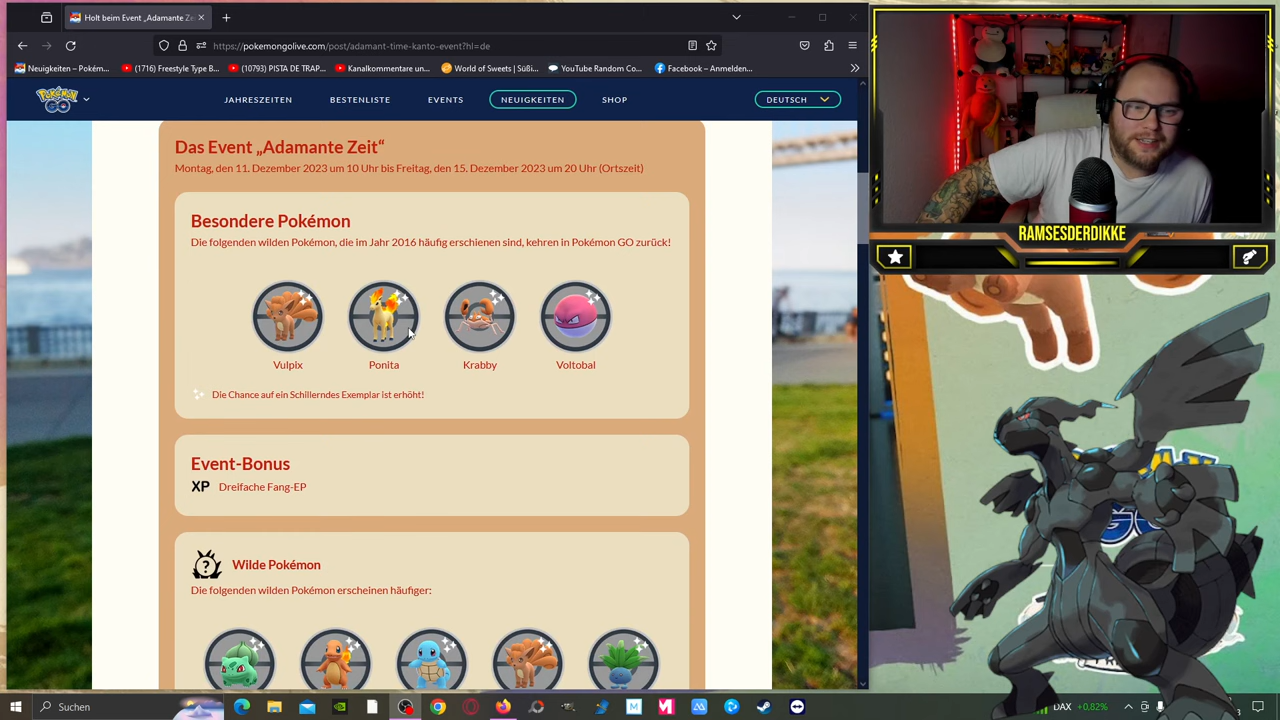 Holt beim Event „Adamante Ze
https://pokemongolive.com/post/adamant-time-kanto-event?hl=de
Neuigkeiten – Pokém...
(1716) Freestyle Type B...
(10793) PISTA DE TRAP...
Kanalkommentare un...
World of Sweets | Süßi...
YouTube Random Co...
Facebook – Anmelden...
POKÉMON GO
JAHRESZEITEN
BESTENLISTE
EVENTS
NEUIGKEITEN
SHOP
DEUTSCH
Das Event „Adamante Zeit“
Montag, den 11. Dezember 2023 um 10 Uhr bis Freitag, den 15. Dezember 2023 um 20 Uhr (Ortszeit)
Besondere Pokémon
Die folgenden wilden Pokémon, die im Jahr 2016 häufig erschienen sind, kehren in Pokémon GO zurück!
Vulpix
Ponita
Krabby
Voltobal
Die Chance auf ein Schillerndes Exemplar ist erhöht!
Event-Bonus
XP Dreifache Fang-EP
Wilde Pokémon
Die folgenden wilden Pokémon erscheinen häufiger:
RAMSESDERDIKKE
Suchen
DAX +0,82%